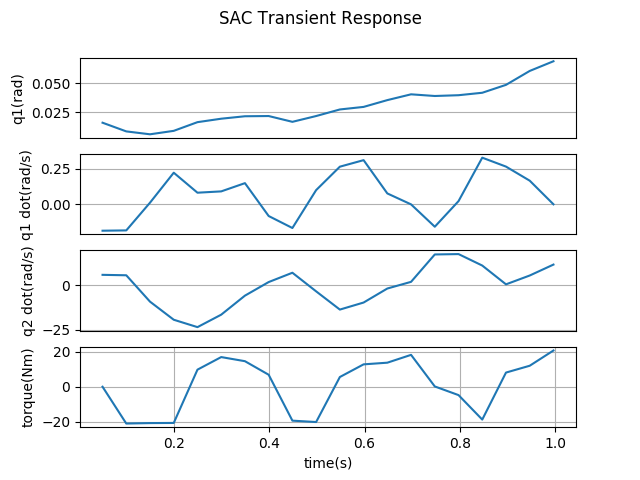 SAC Transient Response
q1(rad)
0.050
0.025
q1 dot(rad/s)
0.25
0.00
q2 dot(rad/s)
0
−25
torque(Nm)
20
0
−20
0.2 0.4 0.6 0.8 1.0
time(s)